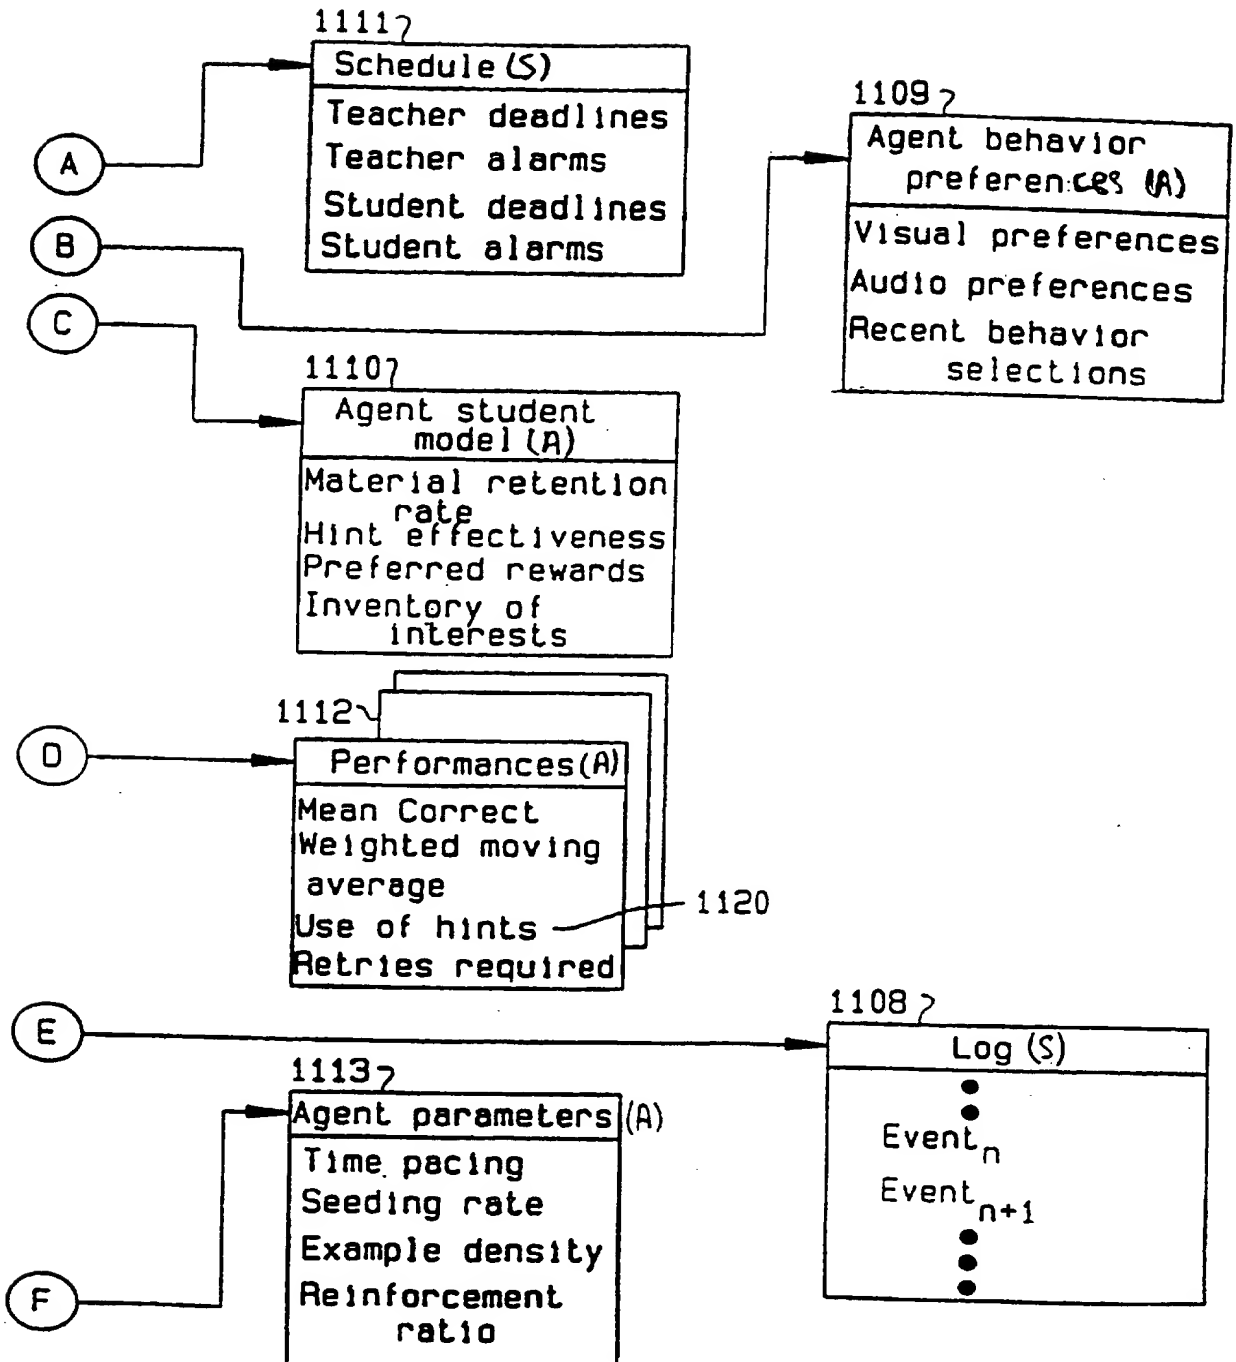 1111
Schedule (S)
Teacher deadlines
Teacher alarms
Student deadlines
Student alarms
A
B
C
1109
Agent behavior
preferences (A)
Visual preferences
Audio preferences
Recent behavior
selections
1110
Agent student
model (A)
Material retention
rate
Hint effectiveness
Preferred rewards
Inventory of
interests
D
1112
Performances (A)
Mean Correct
Weighted moving
average
Use of hints
1120
Retries required
E
1108
Log (S)
Event n
Event n+1
F
1113
Agent parameters (A)
Time pacing
Seeding rate
Example density
Reinforcement
ratio